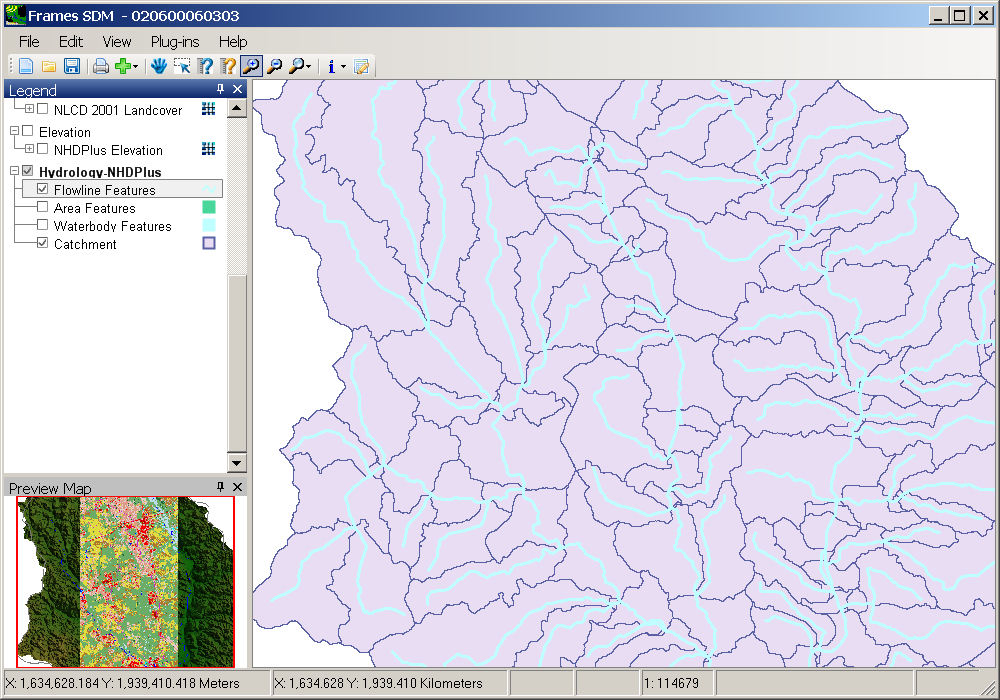 Frames SDM - 020600060303
File Edit View Plug-ins Help
Legend
NLCD 2001 Landcover
Elevation
NHDPlus Elevation
Hydrology-NHDPlus
Flowline Features
Area Features
Waterbody Features
Catchment
Preview Map
X: 1,634,628.184 Y: 1,939,410.418 Meters X: 1,634.628 Y: 1,939.410 Kilometers 1: 114679